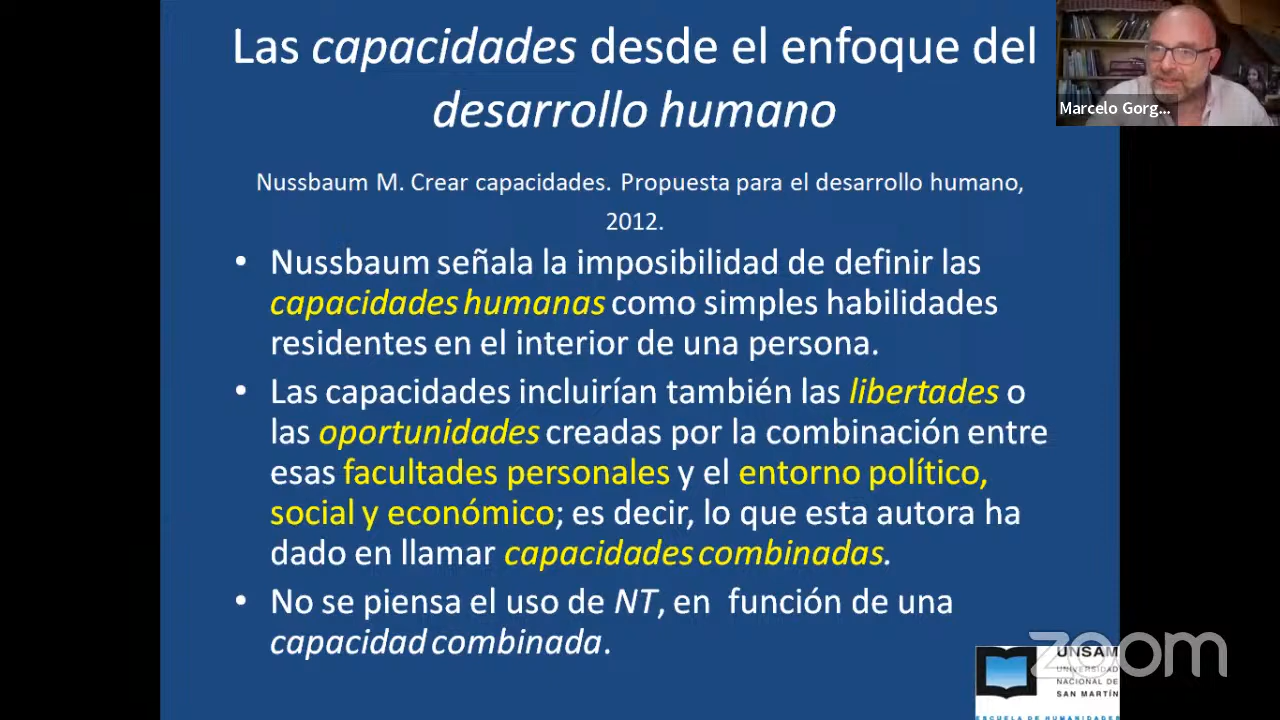 Las capacidades desde el enfoque del
desarrollo humano
Nussbaum M. Crear capacidades. Propuesta para el desarrollo humano,
2012.
• Nussbaum señala la imposibilidad de definir las
capacidades humanas como simples habilidades
residentes en el interior de una persona.
• Las capacidades incluirían también las libertades o
las oportunidades creadas por la combinación entre
esas facultades personales y el entorno político,
social y económico; es decir, lo que esta autora ha
dado en llamar capacidades combinadas.
• No se piensa el uso de NT, en función de una
capacidad combinada.
Marcelo Gorg...
zoom
UNSAM
UNIVERSIDAD
NACIONAL DE
SAN MARTÍN
ESCUELA DE HUMANIDADES